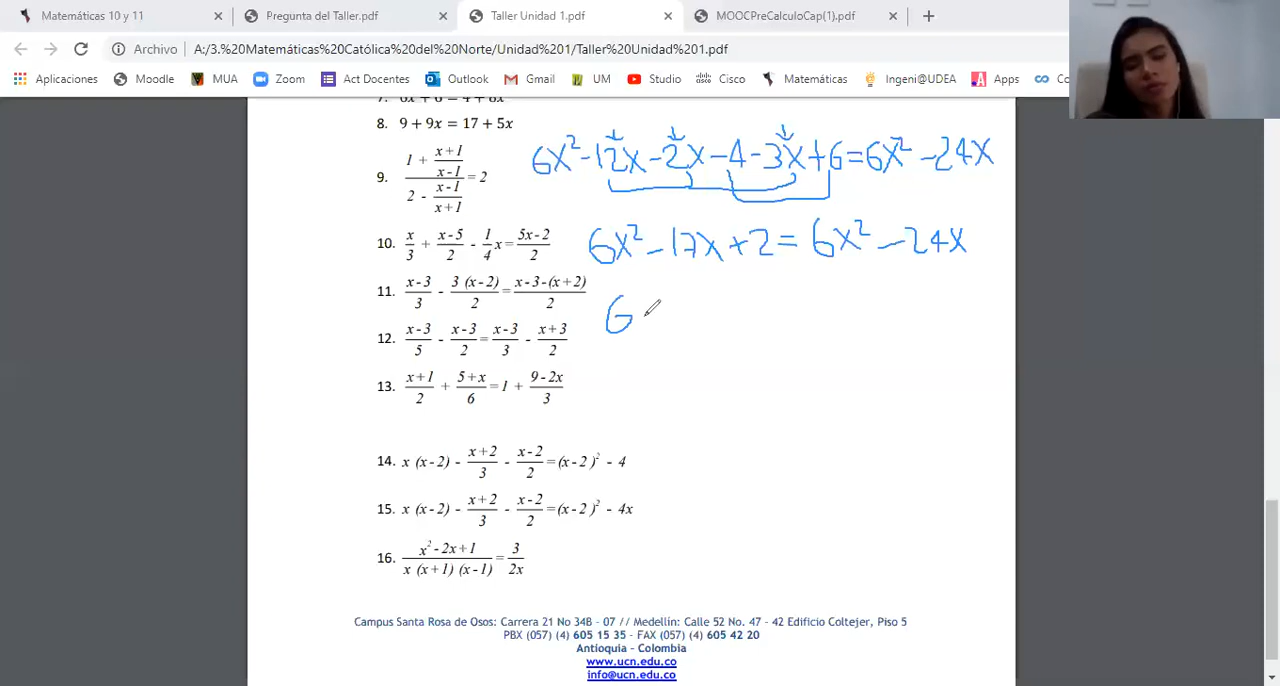 Matemáticas 10 y 11
Pregunta del Taller.pdf
Taller Unidad 1.pdf
MOOCPreCalculoCap(1).pdf
Archivo | A:/3.%20Matemáticas%20Católica%20del%20Norte/Unidad%201/Taller%20Unidad%201.pdf
Aplicaciones Moodle MUA Zoom Act Docentes Outlook Gmail UM Studio Cisco Matemáticas Ingeni@UDEA Apps
7. 6x + 6 = 4 + 8x
8. 9 + 9x = 17 + 5x
6x² - 12x - 2x - 4 - 3x + 6 = 6x² - 24x
9. (1 + (x+1)/(x-1)) / (2 - (x-1)/(x+1)) = 2
10. x/3 + (x-5)/2 - 1/4 x = (5x-2)/2
6x² - 17x + 2 = 6x² - 24x
11. (x-3)/3 - 3(x-2)/2 = (x-3-(x+2))/2
6
12. (x-3)/5 - (x-3)/2 = (x-3)/3 - (x+3)/2
13. (x+1)/2 + (5+x)/6 = 1 + (9-2x)/3
14. x (x-2) - (x+2)/3 - (x-2)/2 = (x-2)² - 4
15. x (x-2) - (x+2)/3 - (x-2)/2 = (x-2)² - 4x
16. (x²-2x+1)/(x (x+1) (x-1)) = 3/2x
Campus Santa Rosa de Osos: Carrera 21 No 34B - 07 // Medellín: Calle 52 No. 47 - 42 Edificio Coltejer, Piso 5
PBX (057) (4) 605 15 35 - FAX (057) (4) 605 42 20
Antioquia - Colombia
www.ucn.edu.co
info@ucn.edu.co